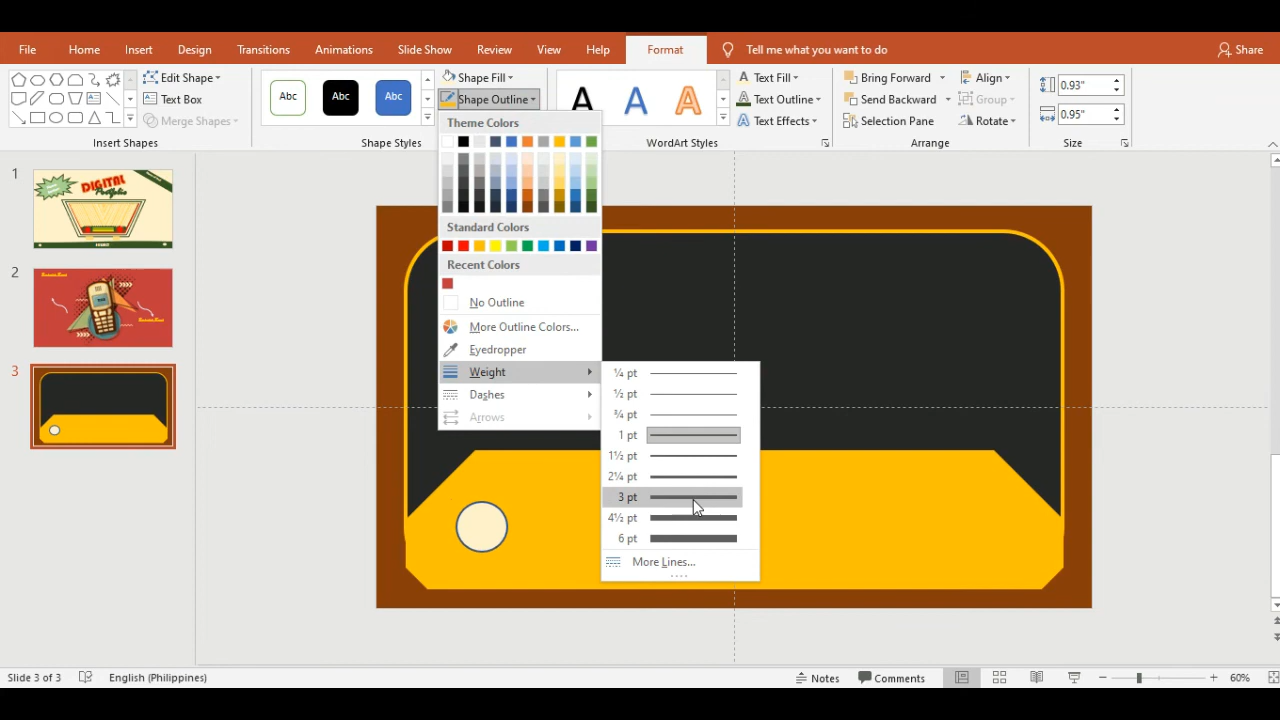 File Home Insert Design Transitions Animations Slide Show Review View Help Format Tell me what you want to do Share
Edit Shape
Text Box
Merge Shapes
Insert Shapes
Abc Abc Abc
Shape Styles
Shape Fill
Shape Outline
Theme Colors
Standard Colors
Recent Colors
No Outline
More Outline Colors...
Eyedropper
Weight
Dashes
Arrows
¼ pt
½ pt
¾ pt
1 pt
1½ pt
2¼ pt
3 pt
4½ pt
6 pt
More Lines...
A A A
WordArt Styles
Text Fill
Text Outline
Text Effects
Bring Forward
Send Backward
Selection Pane
Align
Group
Rotate
Arrange
0.93"
0.95"
Size
1
DIGITAL
Portfolio
2
3
Slide 3 of 3 English (Philippines) Notes Comments 60%